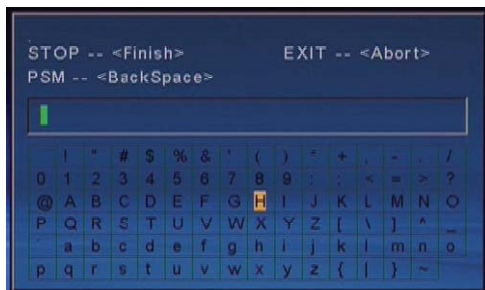 STOP -- <Finish> EXIT -- <Abort>
PSM -- <BackSpace>
! " # $ % & ' ( ) * + , - . /
0 1 2 3 4 5 6 7 8 9 : ; < = > ?
@ A B C D E F G H I J K L M N O
P Q R S T U V W X Y Z [ \ ] ^ _
` a b c d e f g h i j k l m n o
p q r s t u v w x y z { | } ~